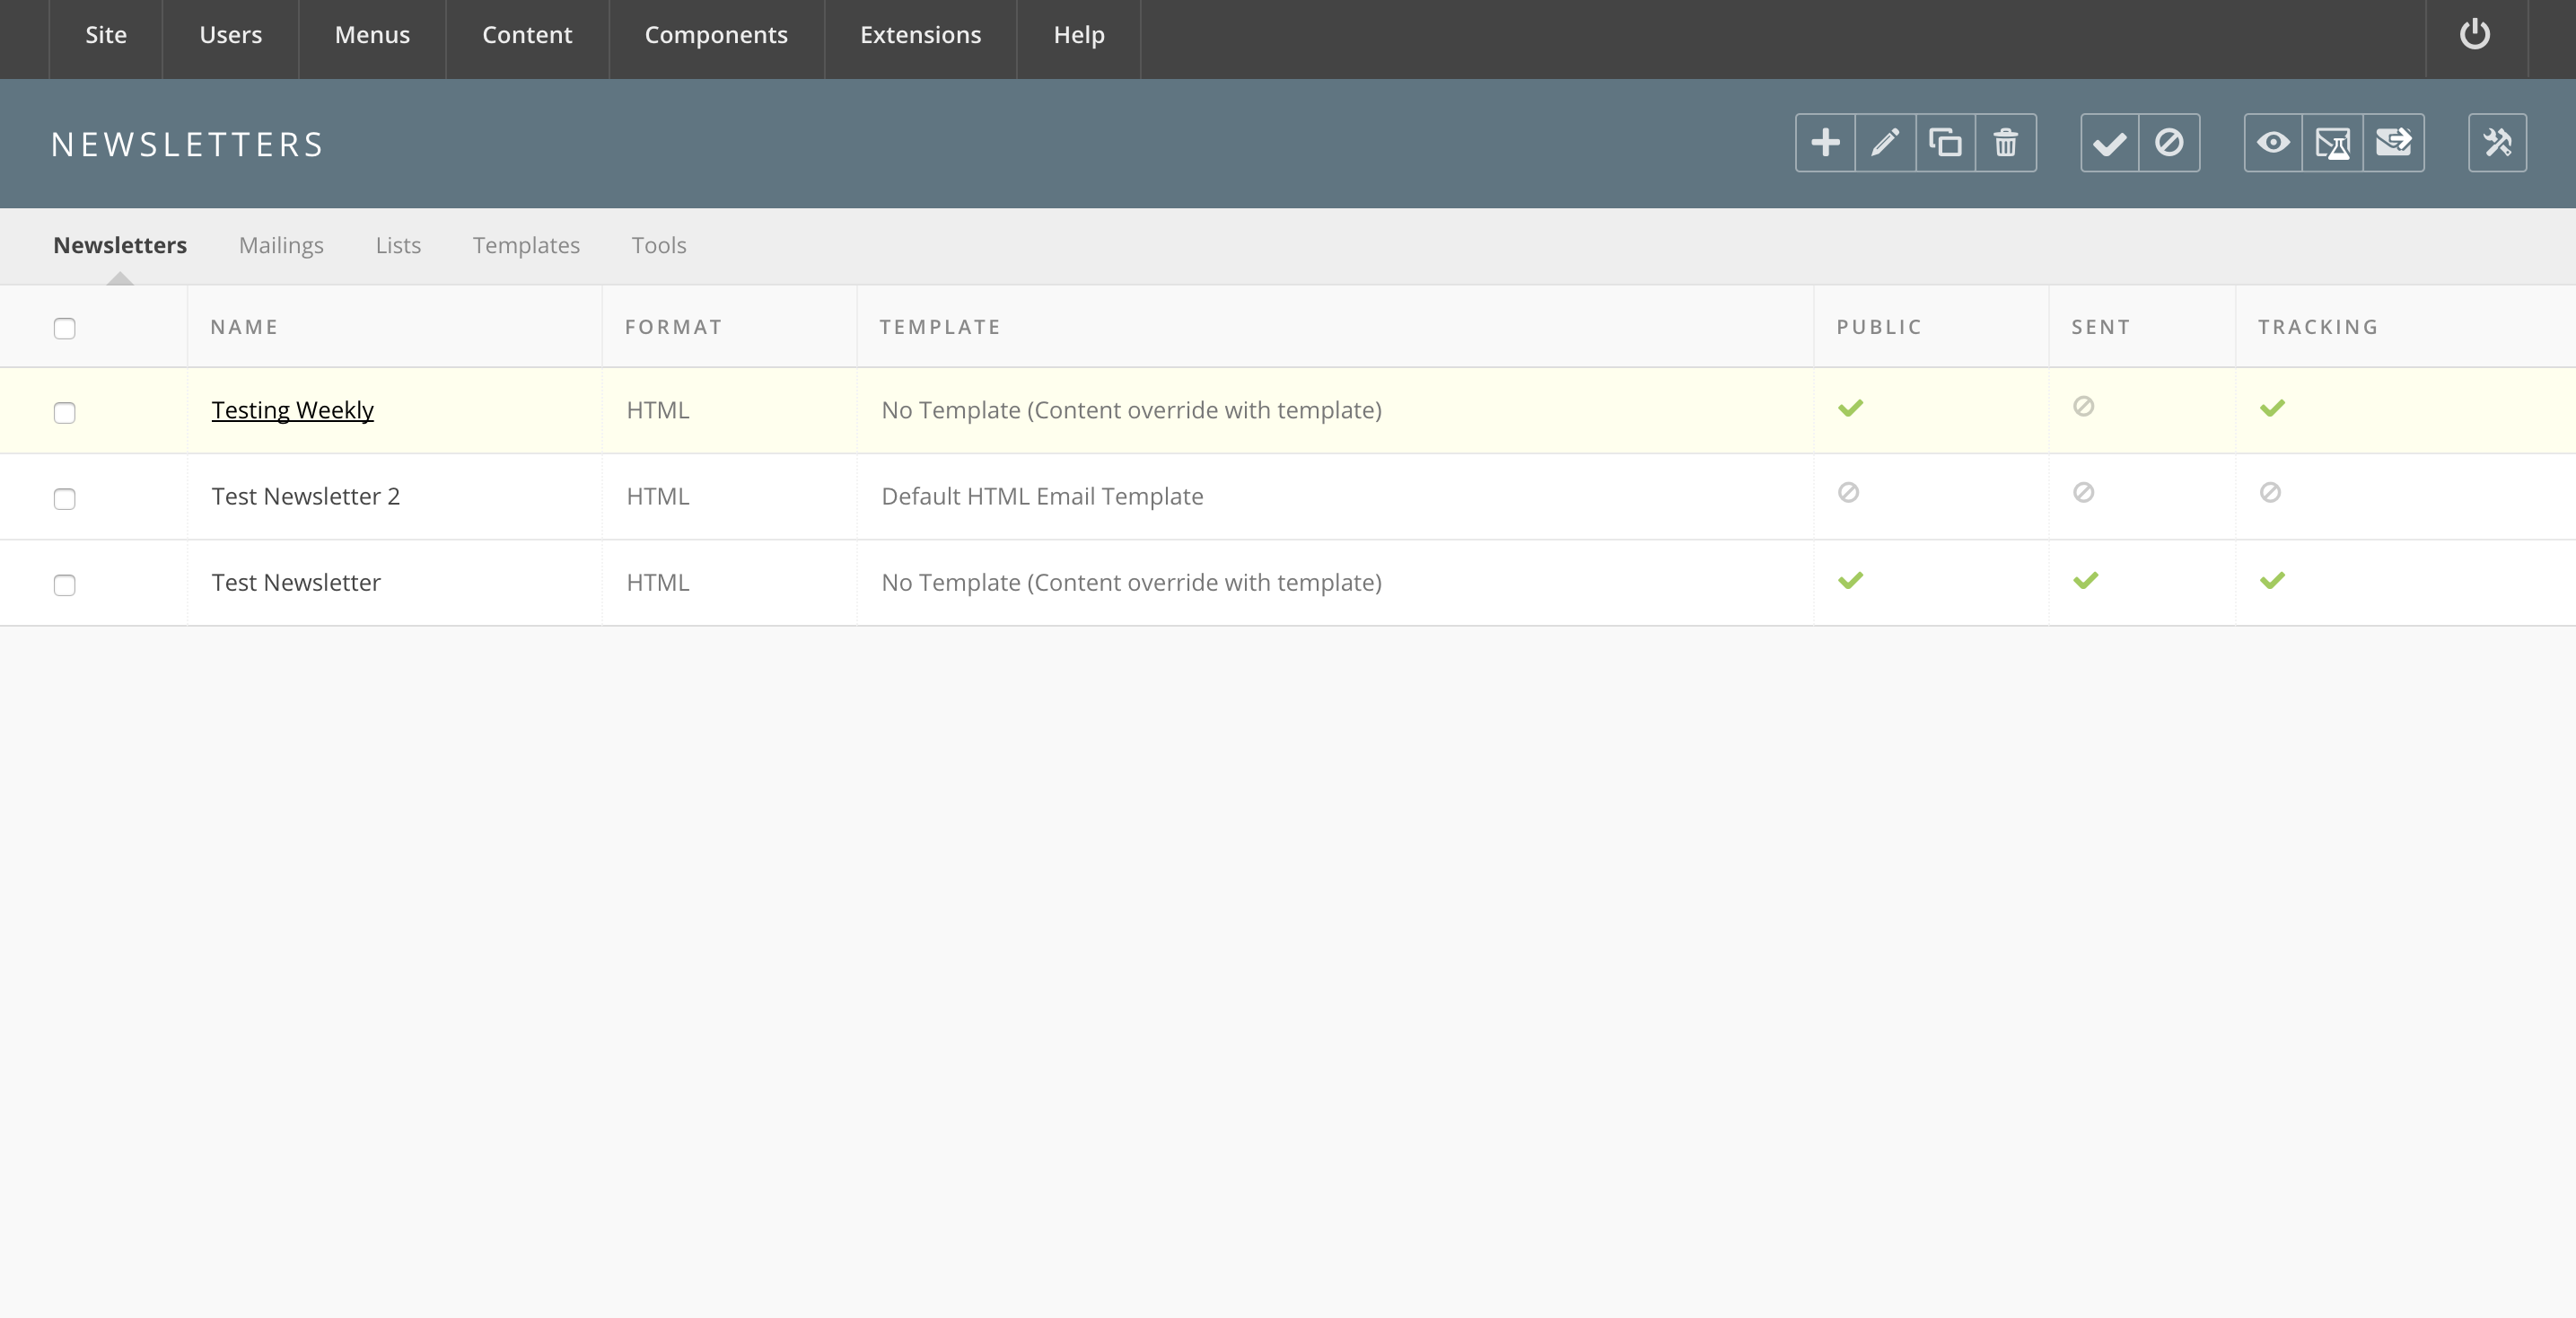 Site Users Menus Content Components Extensions Help
NEWSLETTERS
Newsletters Mailings Lists Templates Tools
NAME FORMAT TEMPLATE PUBLIC SENT TRACKING
Testing Weekly HTML No Template (Content override with template)
Test Newsletter 2 HTML Default HTML Email Template
Test Newsletter HTML No Template (Content override with template)